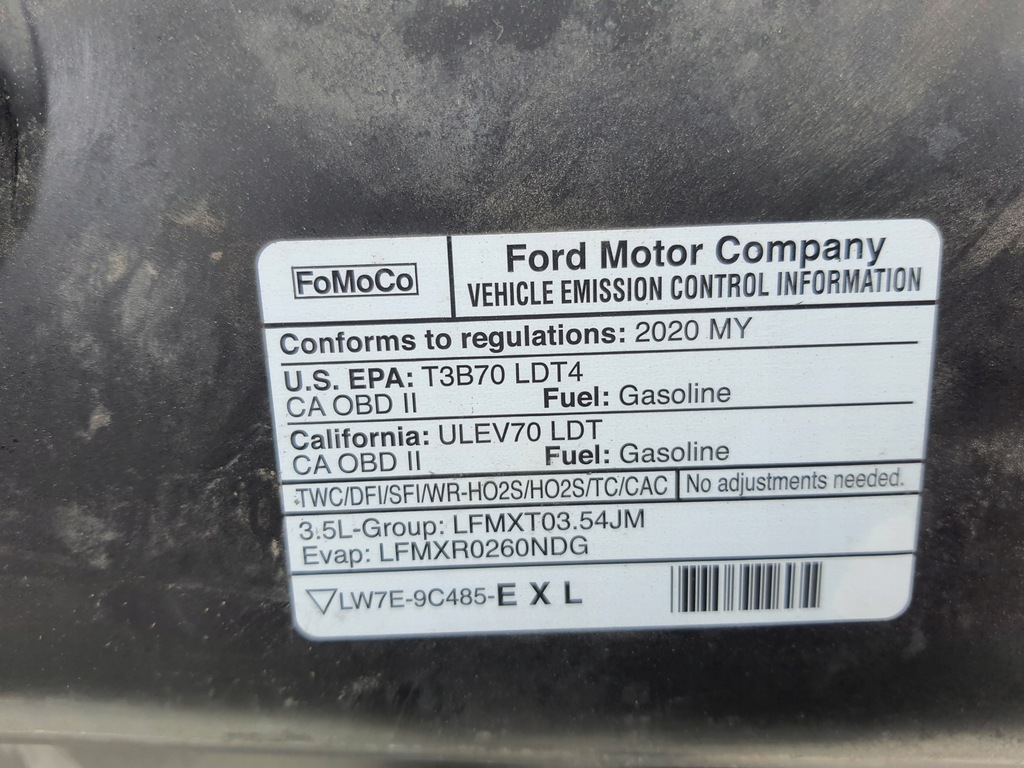 FoMoCo
Ford Motor Company
VEHICLE EMISSION CONTROL INFORMATION
Conforms to regulations: 2020 MY
U.S. EPA: T3B70 LDT4
CA OBD II Fuel: Gasoline
California: ULEV70 LDT
CA OBD II Fuel: Gasoline
TWC/DFI/SFI/WR-HO2S/HO2S/TC/CAC No adjustments needed.
3.5L-Group: LFMXT03.54JM
Evap: LFMXR0260NDG
LW7E-9C485-E X L